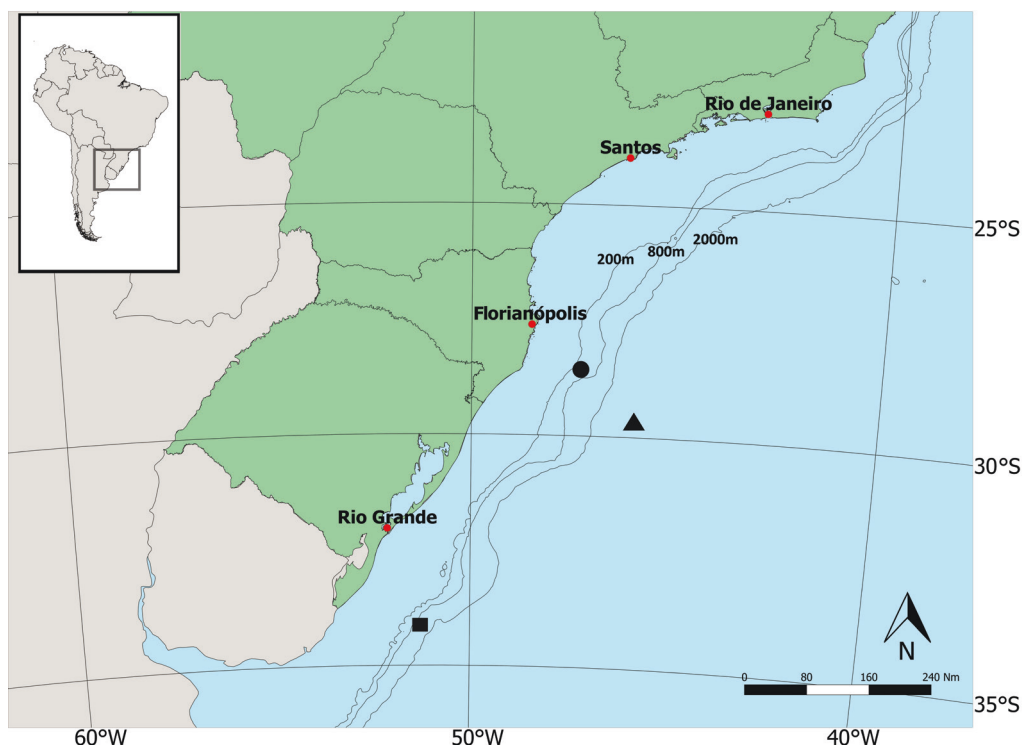 Rio de Janeiro
Santos
25°S
200m 800m 2000m
Florianópolis
30°S
Rio Grande
N
0 80 160 240 Nm
35°S
60°W 50°W 40°W